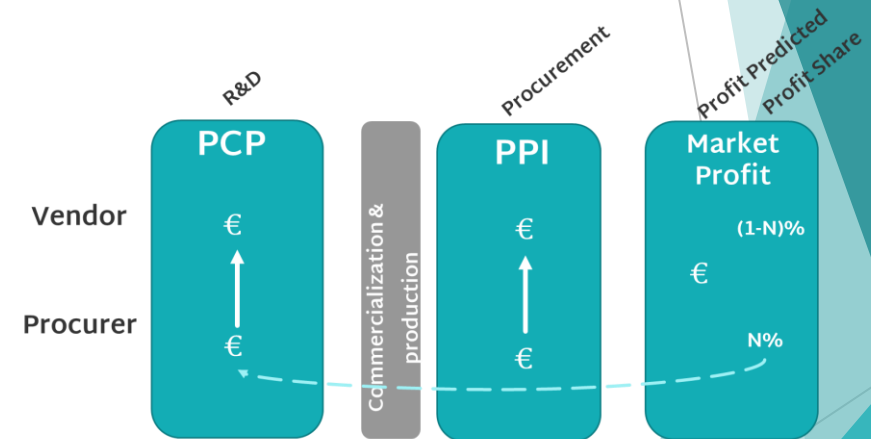 R&D
Procurement
Profit Predicted
Profit Share
PCP
PPI
Market
Profit
Vendor
€
€
(1-N)%
€
Procurer
€
€
N%
Commercialization &
production